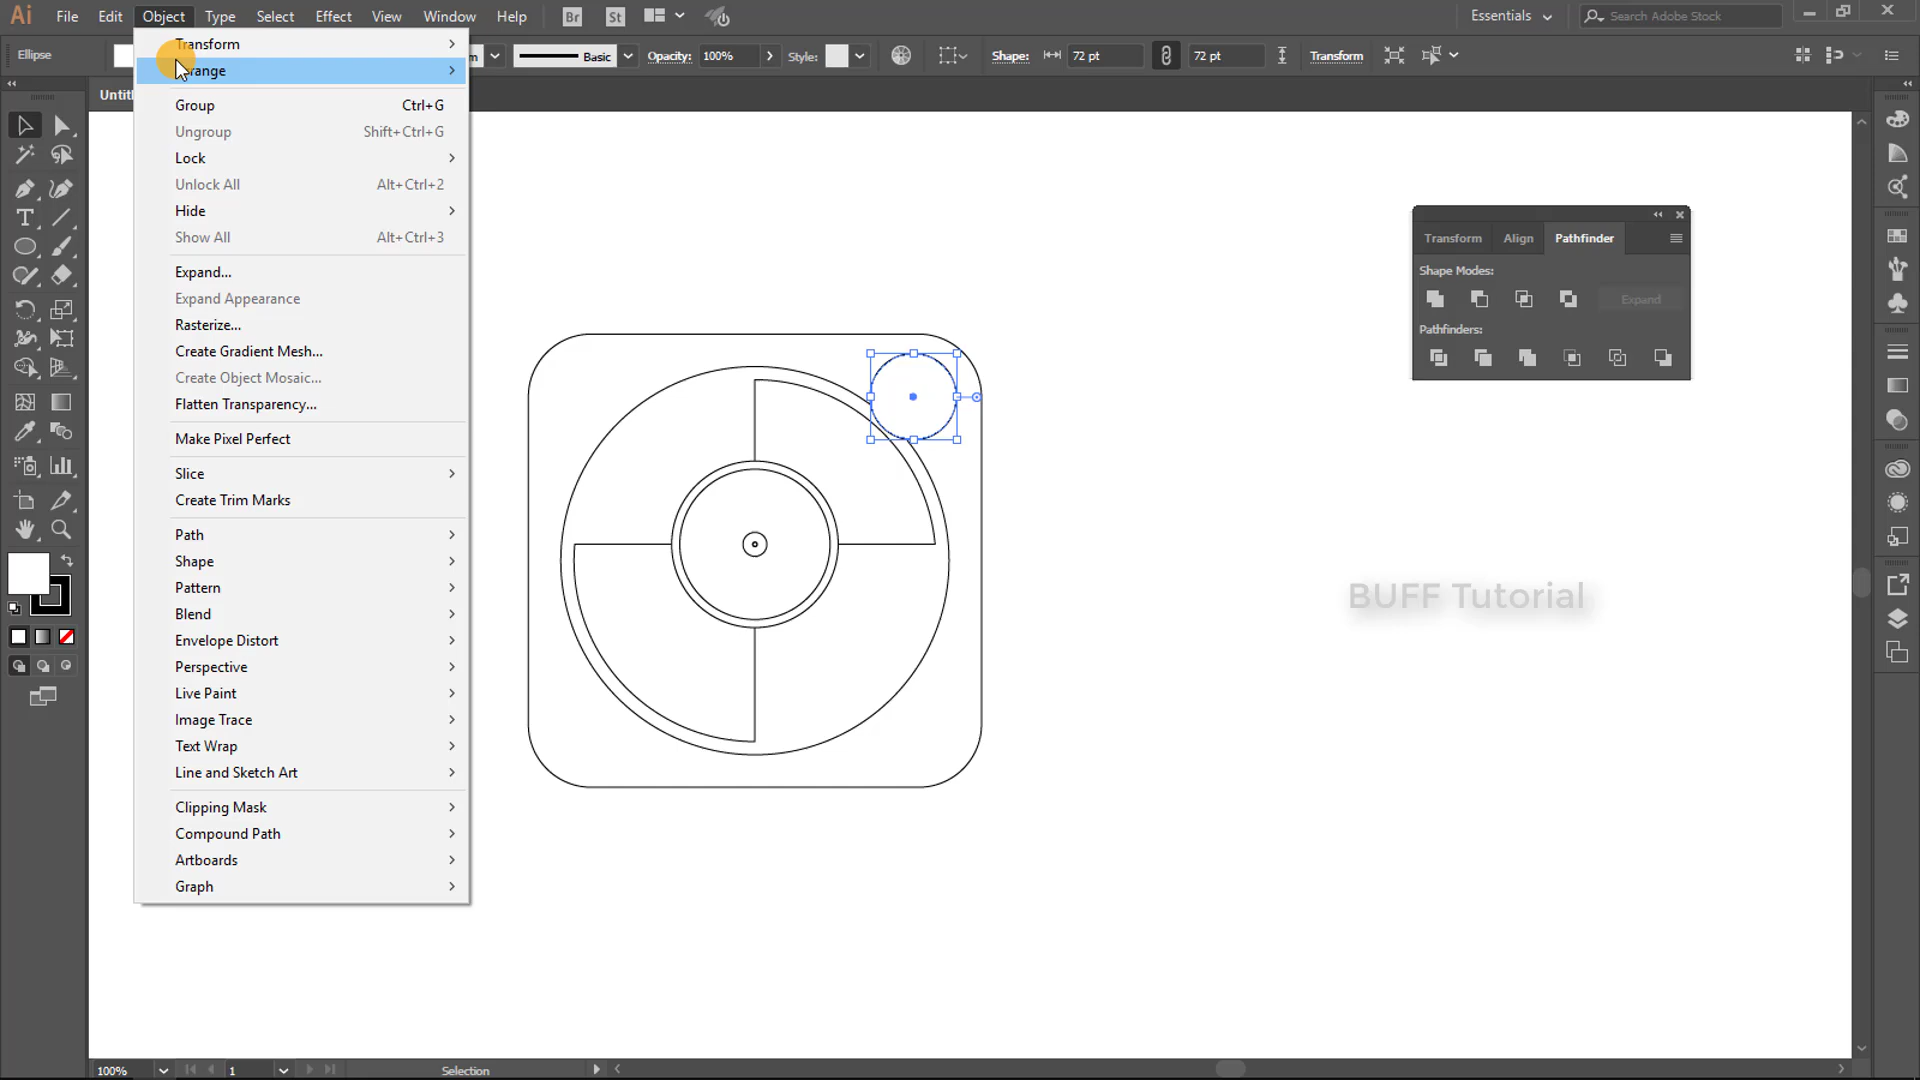 Ai File Edit Object Type Select Effect View Window Help Br St Essentials Search Adobe Stock
Ellipse Basic Opacity: 100% Style: Shape: 72 pt 72 pt Transform
Transform
Group Ctrl+G
Ungroup Shift+Ctrl+G
Lock
Unlock All Alt+Ctrl+2
Hide
Show All Alt+Ctrl+3
Expand...
Expand Appearance
Rasterize...
Create Gradient Mesh...
Create Object Mosaic...
Flatten Transparency...
Make Pixel Perfect
Slice
Create Trim Marks
Path
Shape
Pattern
Blend
Envelope Distort
Perspective
Live Paint
Image Trace
Text Wrap
Line and Sketch Art
Clipping Mask
Compound Path
Artboards
Graph
Transform Align Pathfinder
Shape Modes:
Expand
Pathfinders:
BUFF Tutorial
100% 1 Selection